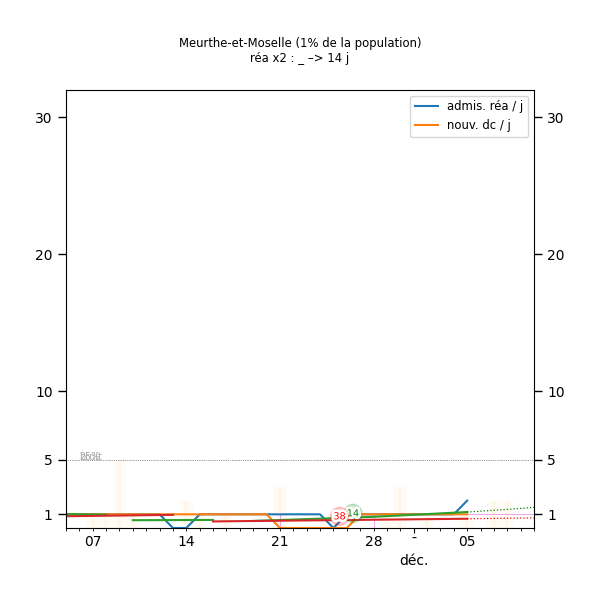 Meurthe-et-Moselle (1% de la population)
réa x2 : _ –> 14 j
admis. réa / j
nouv. dc / j
30 30
20 20
10 10
5 5
1 1
38 14
07 14 21 28 - 05
déc.